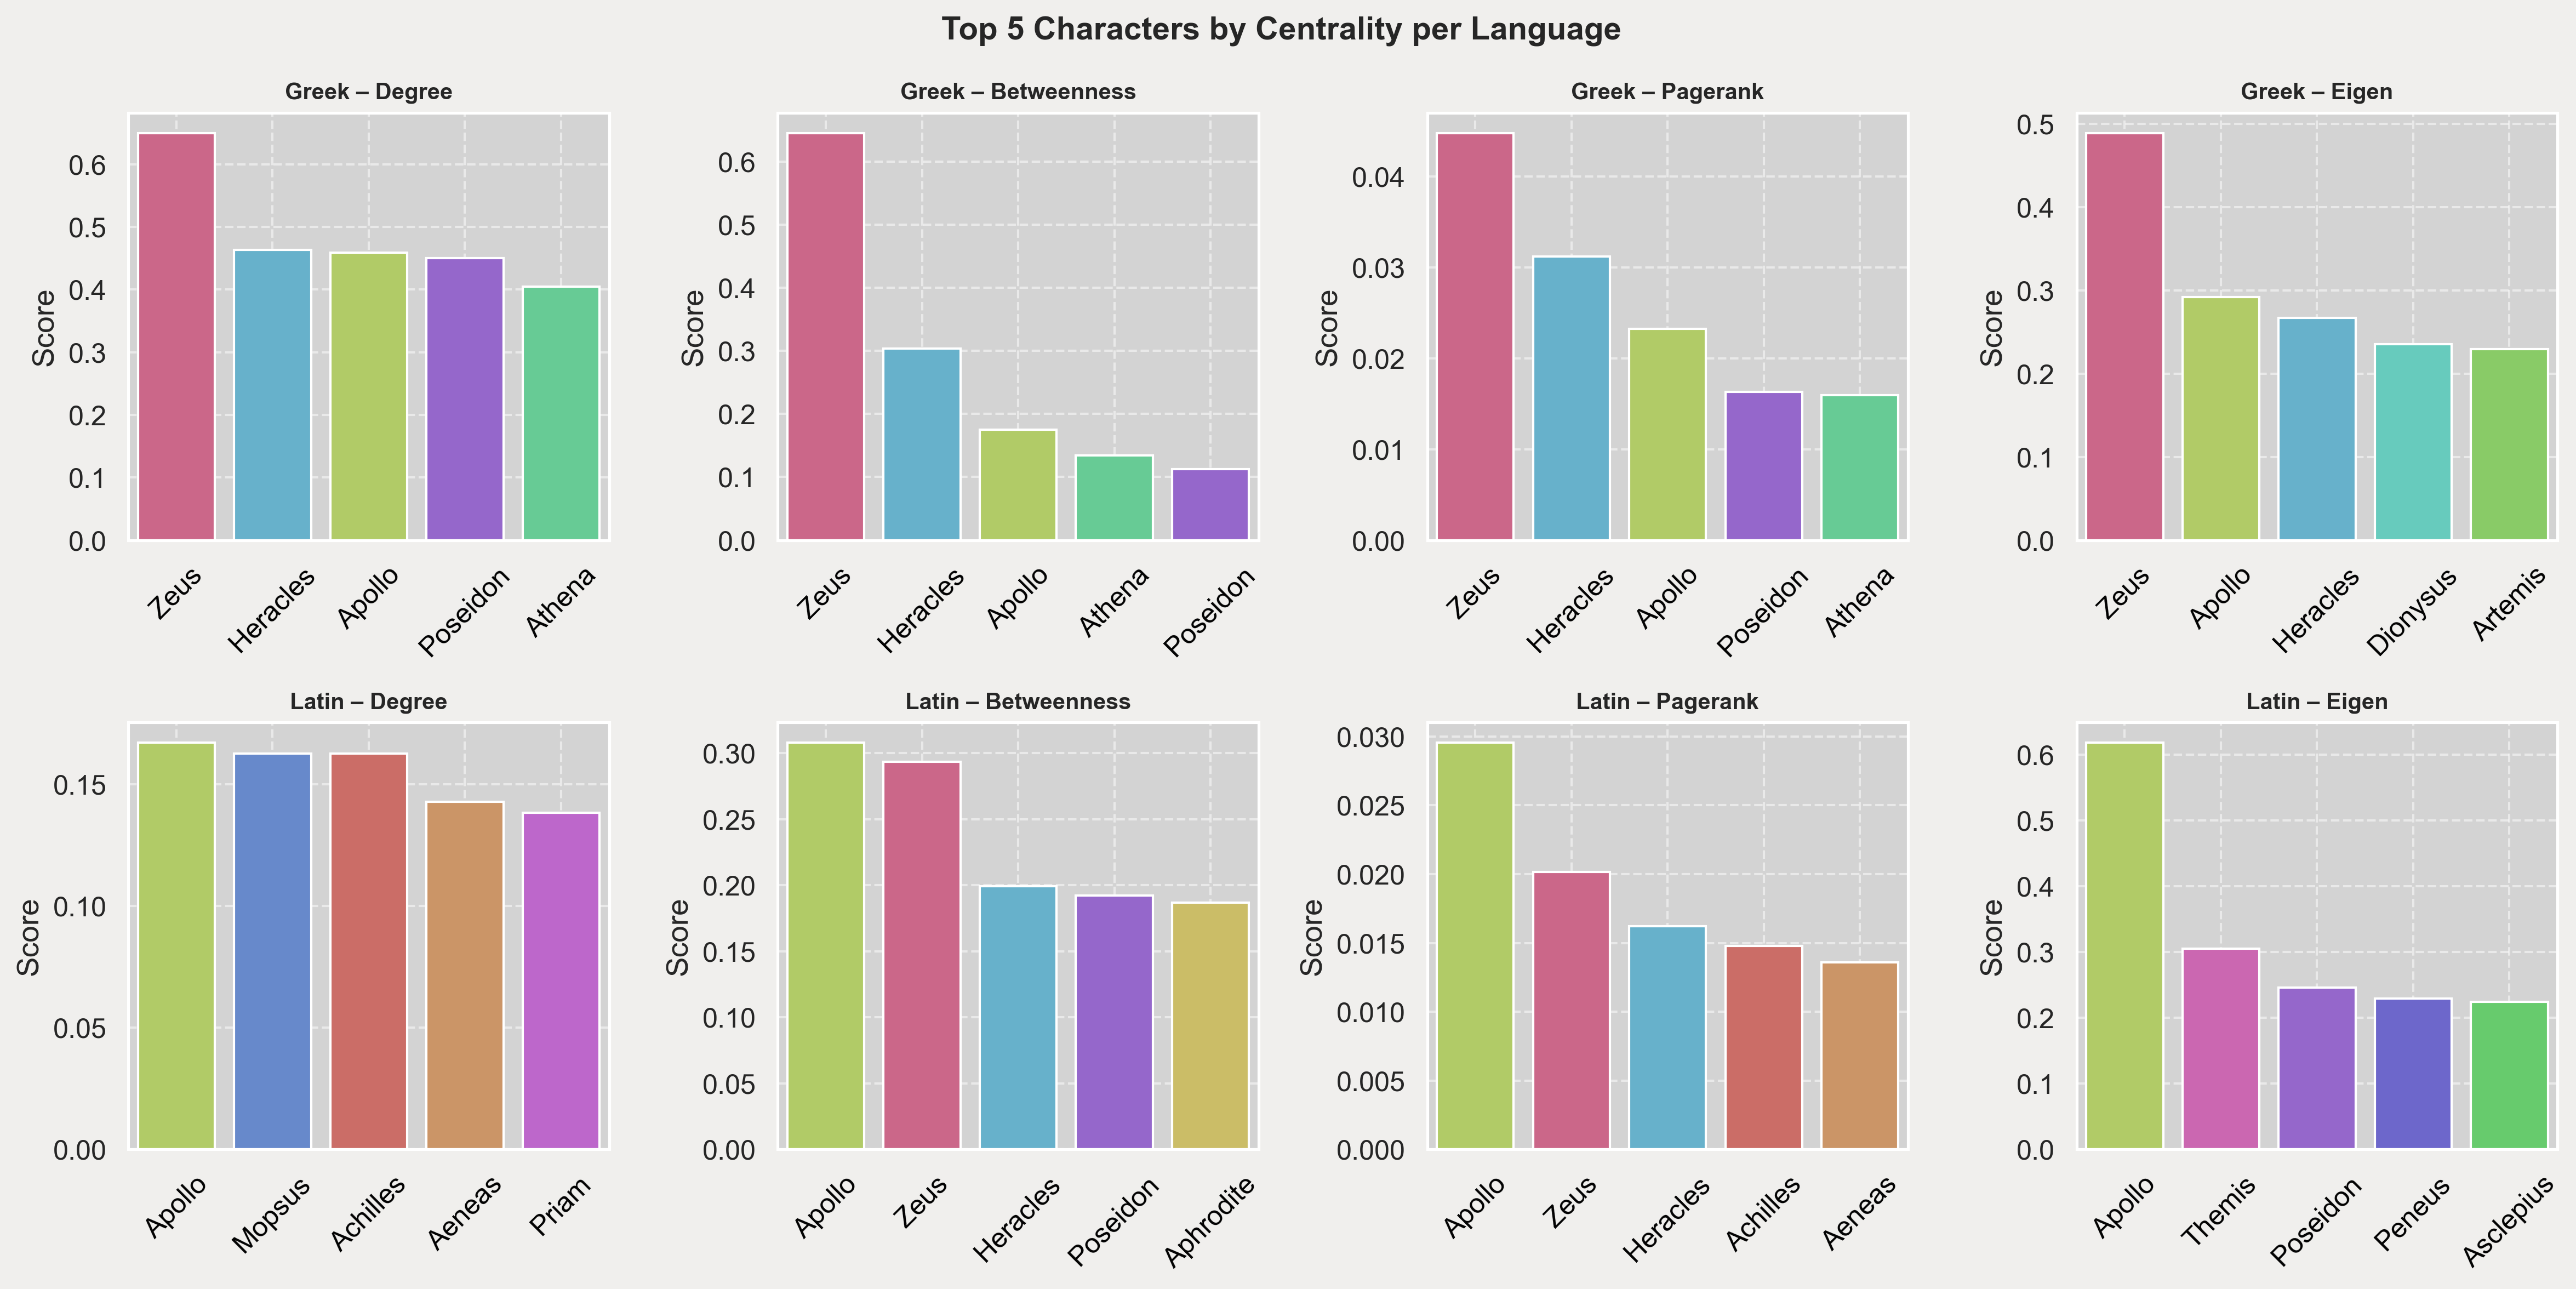 Top 5 Characters by Centrality per Language
Greek – Degree
Score
0.6
0.5
0.4
0.3
0.2
0.1
0.0
Zeus
Heracles
Apollo
Poseidon
Athena
Greek – Betweenness
Score
0.6
0.5
0.4
0.3
0.2
0.1
0.0
Zeus
Heracles
Apollo
Athena
Poseidon
Greek – Pagerank
Score
0.04
0.03
0.02
0.01
0.00
Zeus
Heracles
Apollo
Poseidon
Athena
Greek – Eigen
Score
0.5
0.4
0.3
0.2
0.1
0.0
Zeus
Apollo
Heracles
Dionysus
Artemis
Latin – Degree
Score
0.15
0.10
0.05
0.00
Apollo
Mopsus
Achilles
Aeneas
Priam
Latin – Betweenness
Score
0.30
0.25
0.20
0.15
0.10
0.05
0.00
Apollo
Zeus
Heracles
Poseidon
Aphrodite
Latin – Pagerank
Score
0.030
0.025
0.020
0.015
0.010
0.005
0.000
Apollo
Zeus
Heracles
Achilles
Aeneas
Latin – Eigen
Score
0.6
0.5
0.4
0.3
0.2
0.1
0.0
Apollo
Themis
Poseidon
Peneus
Asclepius